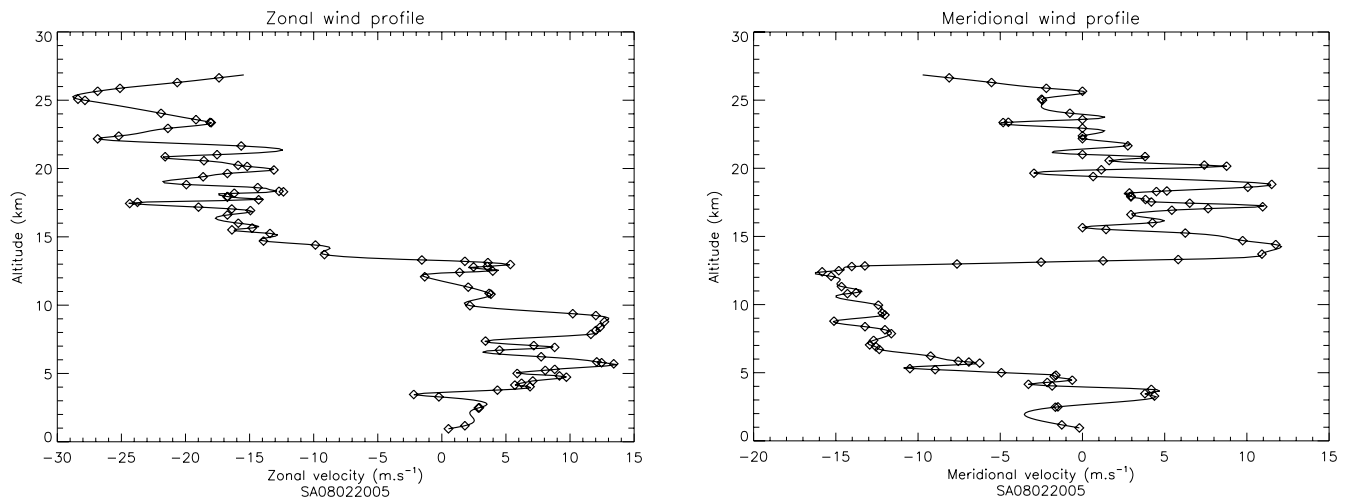 Zonal wind profile
30
25
20
15
10
5
0
Altitude (km)
−30 −25 −20 −15 −10 −5 0 5 10 15
Zonal velocity (m.s⁻¹)
SA08022005
Meridional wind profile
30
25
20
15
10
5
0
Altitude (km)
−20 −15 −10 −5 0 5 10 15
Meridional velocity (m.s⁻¹)
SA08022005